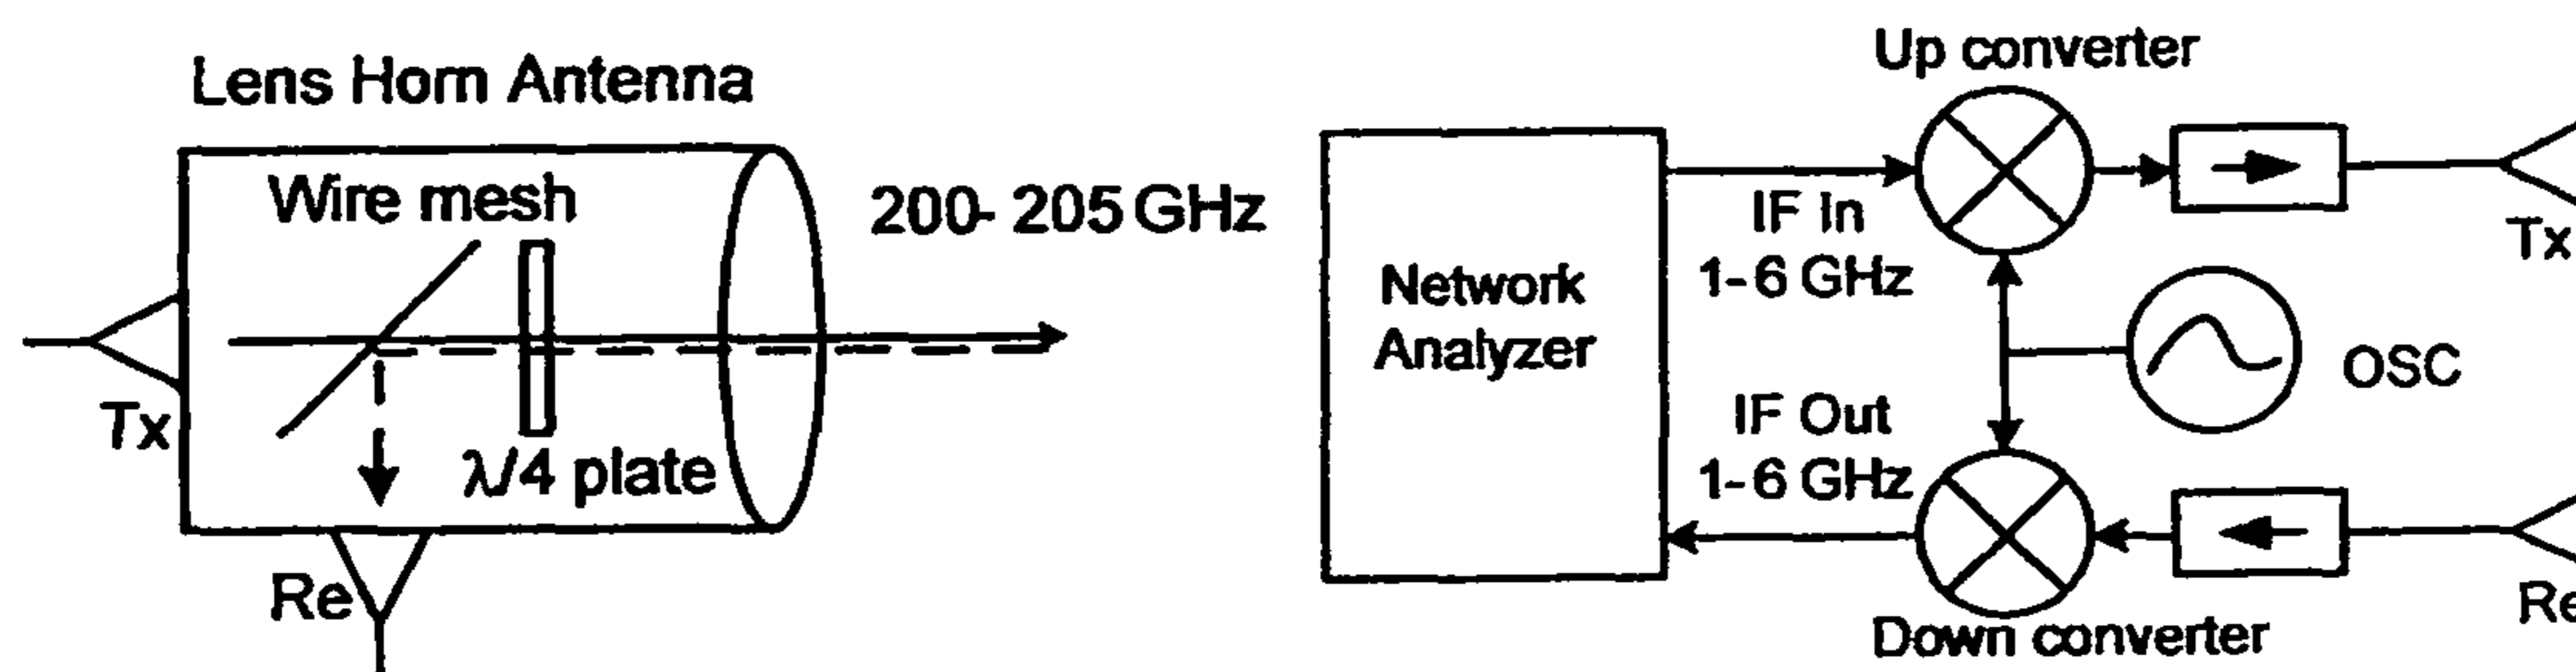 Lens Horn Antenna
Wire mesh
200- 205 GHz
Tx
λ/4 plate
Re
Up converter
Network
Analyzer
IF In
1-6 GHz
Tx
OSC
IF Out
1-6 GHz
Down converter
Re